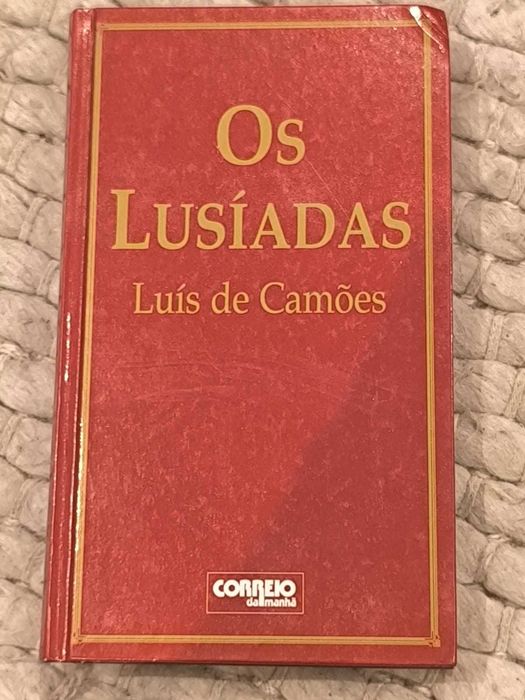 Os
LUSÍADAS
Luís de Camões
CORREIO
da manhã